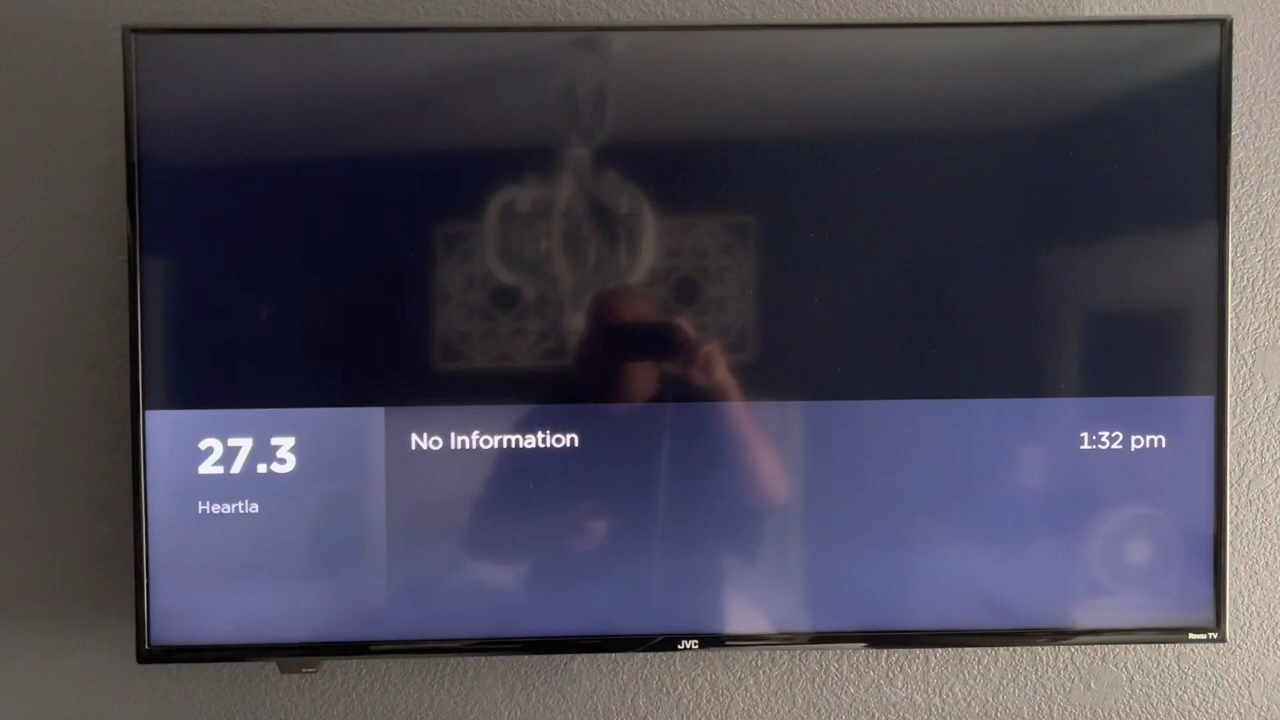 27.3
Heartla
No Information
1:32 pm
JVC
Roku TV